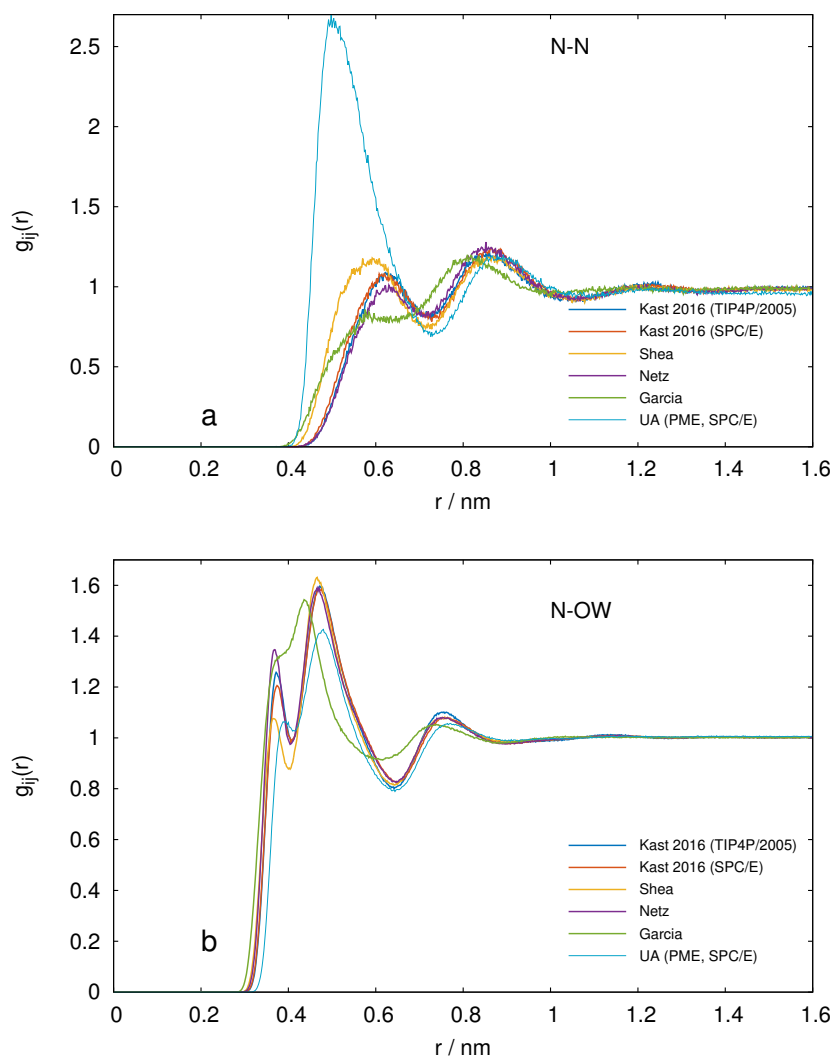 2.5
2
1.5
1
0.5
0
g_ij(r)
N-N
a
Kast 2016 (TIP4P/2005)
Kast 2016 (SPC/E)
Shea
Netz
Garcia
UA (PME, SPC/E)
0 0.2 0.4 0.6 0.8 1 1.2 1.4 1.6
r / nm
1.6
1.4
1.2
1
0.8
0.6
0.4
0.2
0
g_ij(r)
N-OW
b
Kast 2016 (TIP4P/2005)
Kast 2016 (SPC/E)
Shea
Netz
Garcia
UA (PME, SPC/E)
0 0.2 0.4 0.6 0.8 1 1.2 1.4 1.6
r / nm